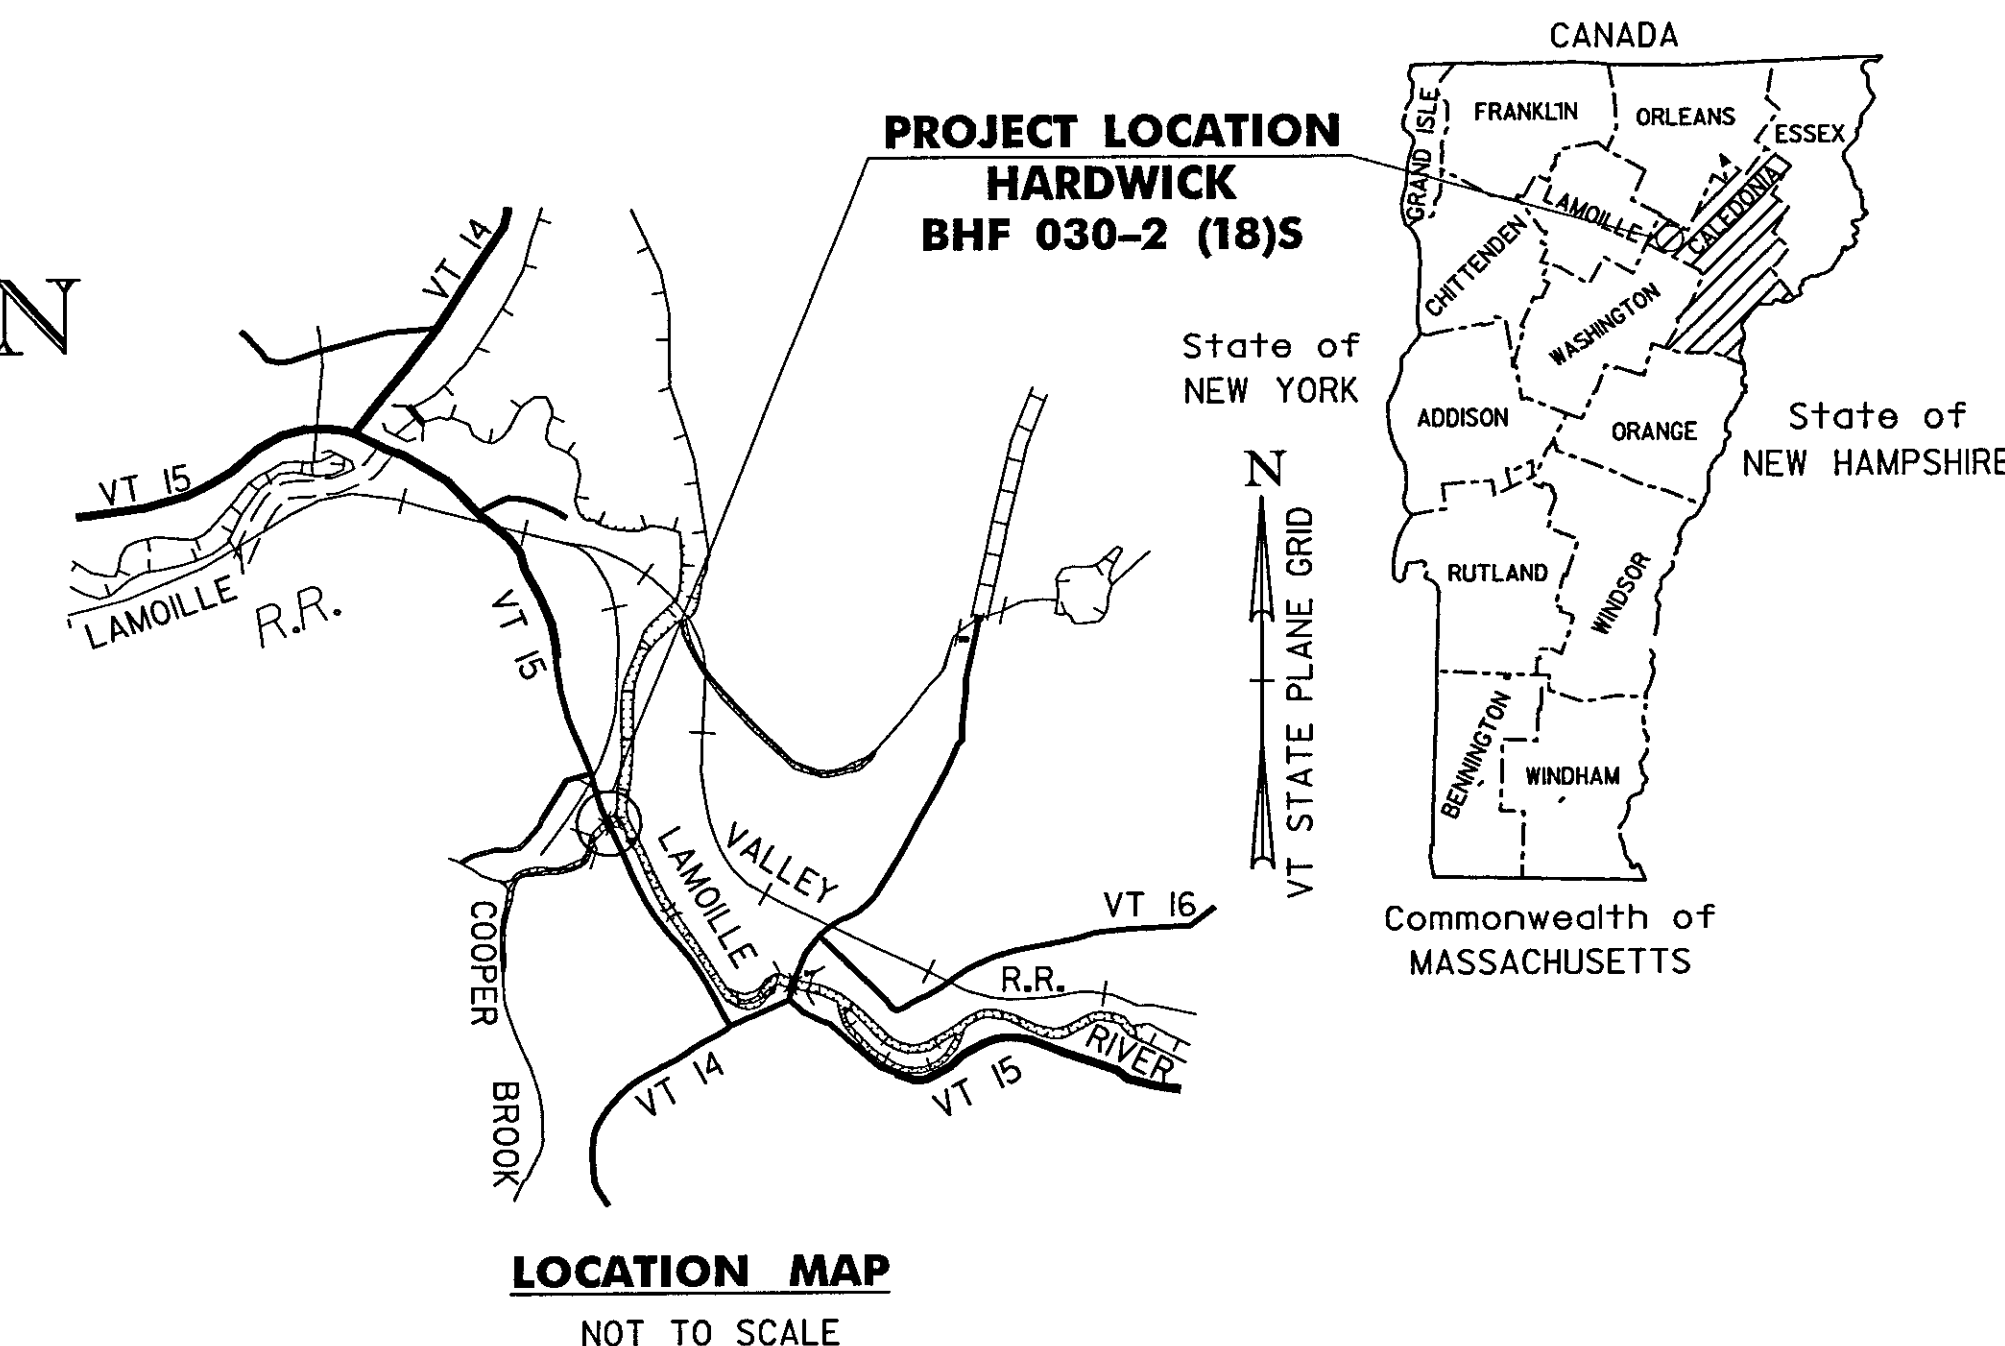 CANADA
PROJECT LOCATION
HARDWICK
BHF 030-2 (18)S
GRAND ISLE
FRANKLIN
ORLEANS
ESSEX
LAMOILLE
CALEDONIA
CHITTENDEN
WASHINGTON
State of
NEW YORK
ADDISON
ORANGE
State of
NEW HAMPSHIRE
RUTLAND
WINDSOR
BENNINGTON
WINDHAM
Commonwealth of
MASSACHUSETTS
N
VT STATE PLANE GRID
N
VT 14
VT 15
LAMOILLE
R.R.
VT 15
LAMOILLE
VALLEY
VT 16
R.R.
RIVER
COOPER
BROOK
VT 14
VT 15
LOCATION MAP
NOT TO SCALE